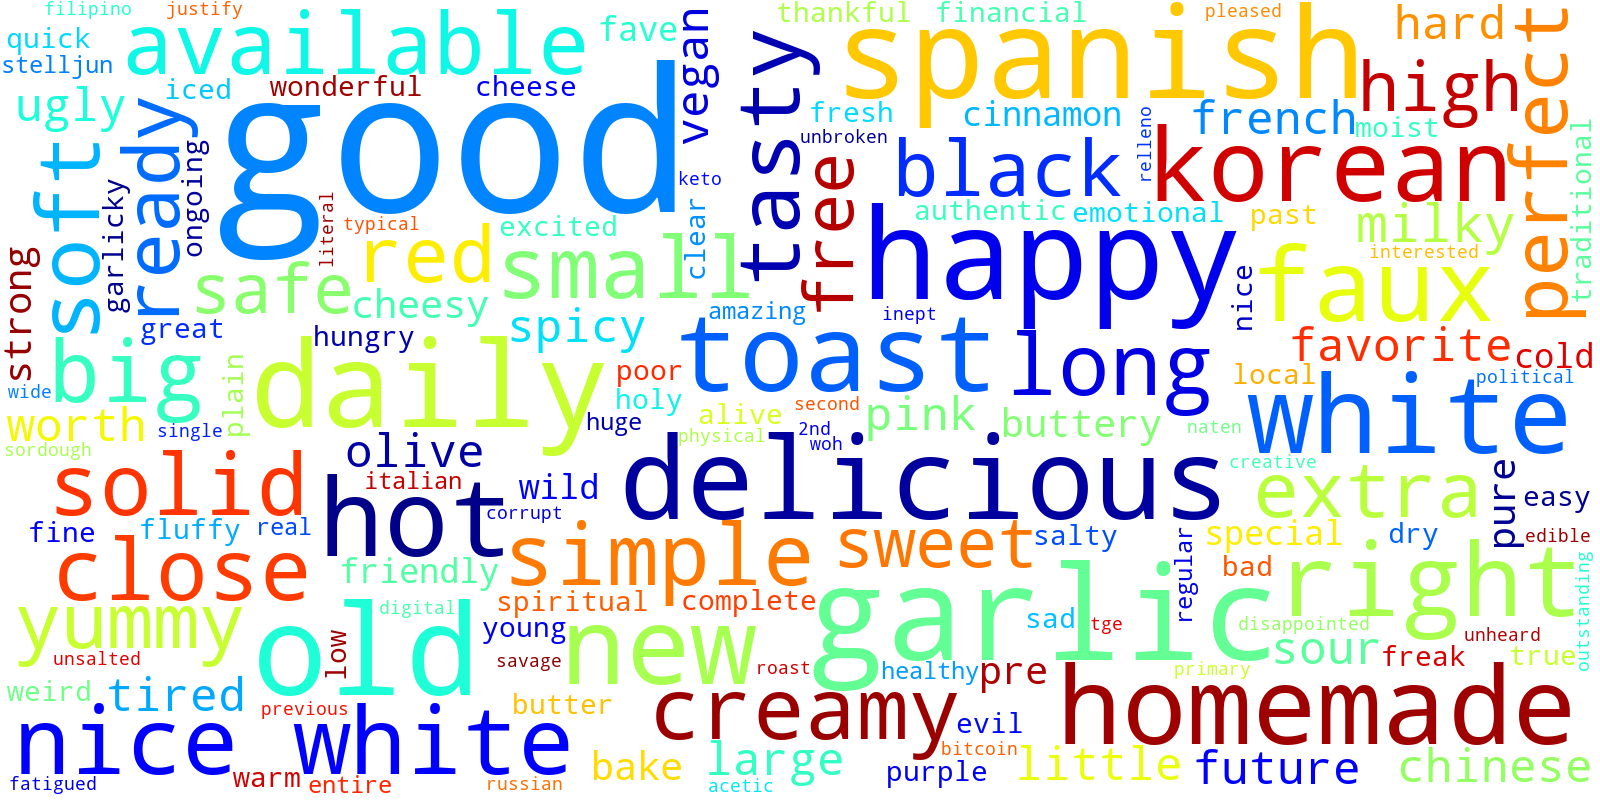 filipino
justify
thankful
financial
pleased
quick
available
fave
vegan
spanish
hard
perfect
stelljun
iced
wonderful
cheese
tasty
high
ugly
ready
good
fresh
cinnamon
french
moist
soft
ongoing
unbroken
black
relleno
korean
traditional
keto
free
garlicky
literal
typical
excited
clear
authentic
emotional
past
milky
strong
safe
red
small
happy
nice
faux
interested
cheesy
great
hungry
spicy
amazing
inept
toast
long
favorite
cold
big
plain
daily
poor
local
white
political
wide
holy
worth
single
huge
alive
second
pink
buttery
naten
sordough
physical
2nd
woh
olive
delicious
creative
solid
italian
hot
wild
extra
pure
easy
corrupt
fine
fluffy
real
simple
sweet
salty
regular
special
dry
edible
close
friendly
garlic
bad
right
outstanding
yummy
old
digital
spiritual
complete
young
new
sad
tge
disappointed
sour
unheard
unsalted
low
savage
roast
healthy
pre
primary
freak
true
weird
tired
previous
butter
creamy
homemade
nice
white
evil
bitcoin
large
bake
purple
little
future
chinese
fatigued
warm
entire
russian
acetic